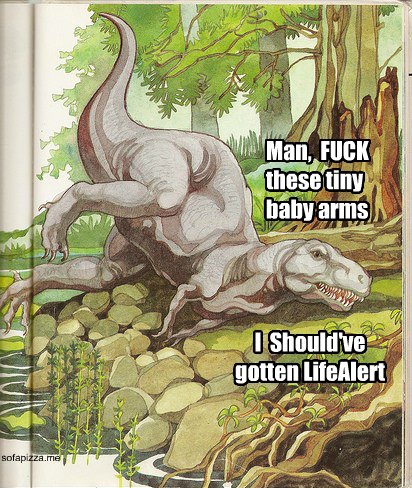 Man, FUCK
these tiny
baby arms
I Should've
gotten LifeAlert
sofapizza.me